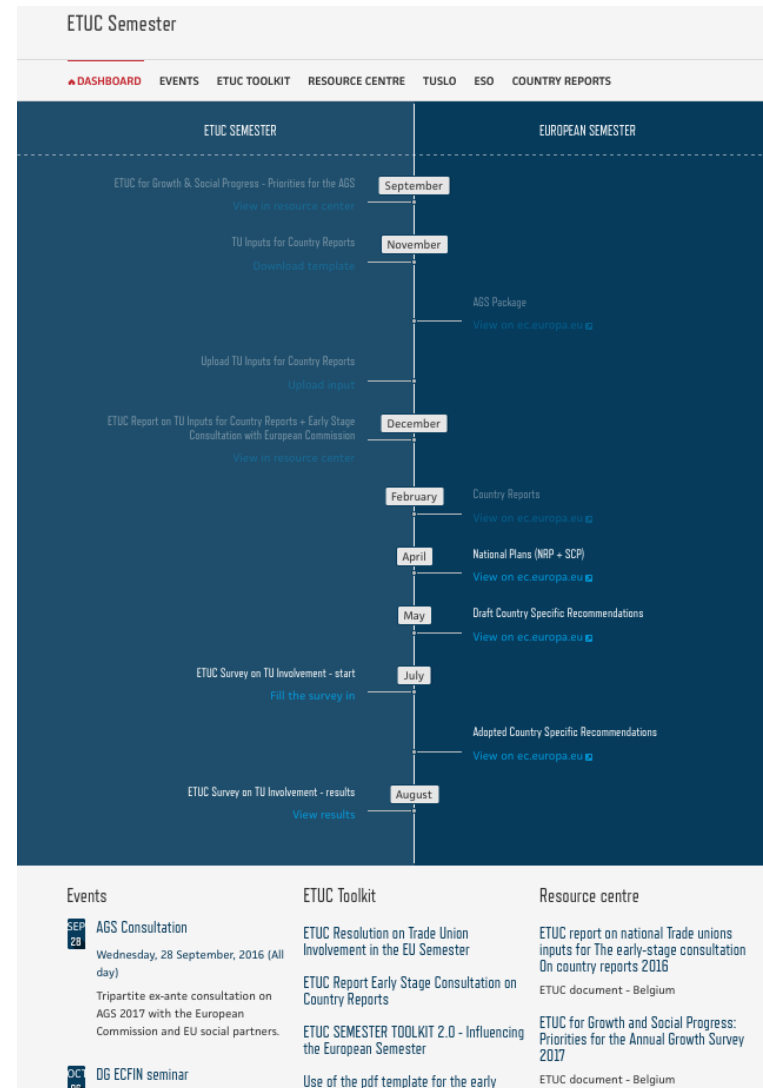 ETUC Semester
DASHBOARD EVENTS ETUC TOOLKIT RESOURCE CENTRE TUSLO ESO COUNTRY REPORTS
ETUC SEMESTER
EUROPEAN SEMESTER
ETUC for Growth & Social Progress - Priorities for the AGS
View in resource center
September
TU Inputs for Country Reports
Download template
November
AGS Package
View on ec.europa.eu
Upload TU Inputs for Country Reports
Upload input
ETUC Report on TU Inputs for Country Reports + Early Stage
Consultation with European Commission
View in resource center
December
February
Country Reports
View on ec.europa.eu
April
National Plans (NRP + SCP)
View on ec.europa.eu
May
Draft Country Specific Recommendations
View on ec.europa.eu
ETUC Survey on TU Involvement - start
Fill the survey in
July
Adopted Country Specific Recommendations
View on ec.europa.eu
ETUC Survey on TU Involvement - results
View results
August
Events
SEP
28
AGS Consultation
Wednesday, 28 September, 2016 (All
day)
Tripartite ex-ante consultation on
AGS 2017 with the European
Commission and EU social partners.
OCT
DG ECFIN seminar
ETUC Toolkit
ETUC Resolution on Trade Union
Involvement in the EU Semester
ETUC Report Early Stage Consultation on
Country Reports
ETUC SEMESTER TOOLKIT 2.0 - Influencing
the European Semester
Use of the pdf template for the early
Resource centre
ETUC report on national Trade unions
inputs for The early-stage consultation
On country reports 2016
ETUC document - Belgium
ETUC for Growth and Social Progress:
Priorities for the Annual Growth Survey
2017
ETUC document - Belgium